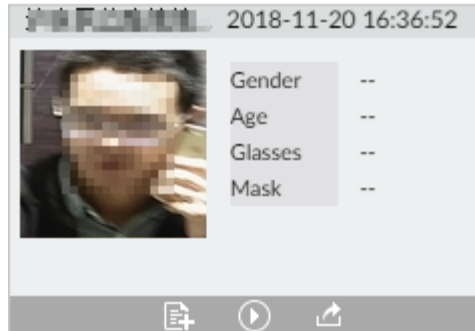 2018-11-20 16:36:52
Gender --
Age --
Glasses --
Mask --